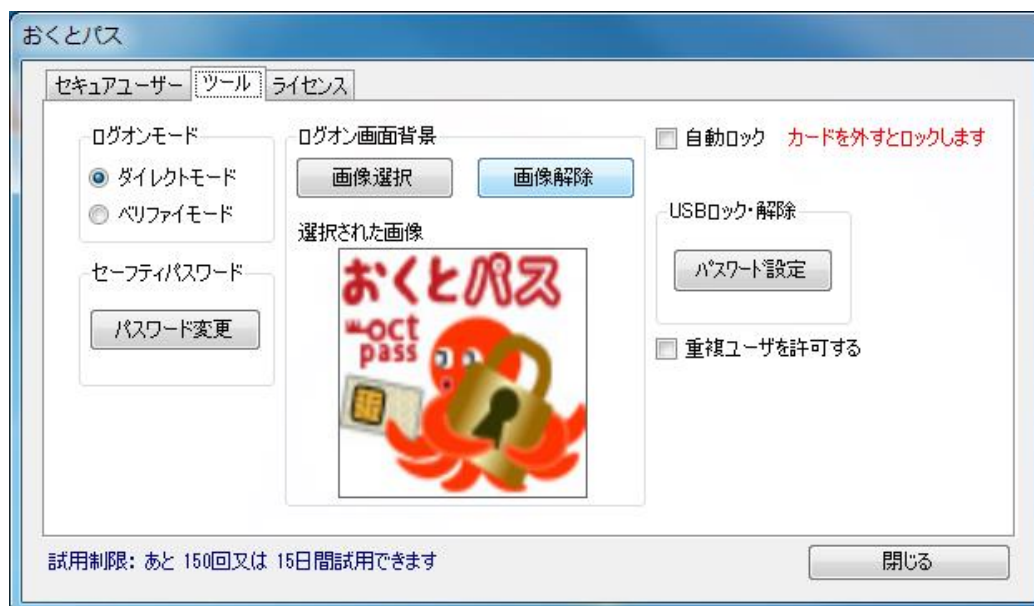 おくとパス
セキュアユーザー ツール ライセンス
ログオンモード
ダイレクトモード
ベリファイモード
セーフティパスワード
パスワード変更
ログオン画面背景
画像選択 画像解除
選択された画像
おくとパス
oct
pass
自動ロック カードを外すとロックします
USBロック・解除
パスワード設定
重複ユーザを許可する
試用制限: あと 150回又は 15日間試用できます
閉じる